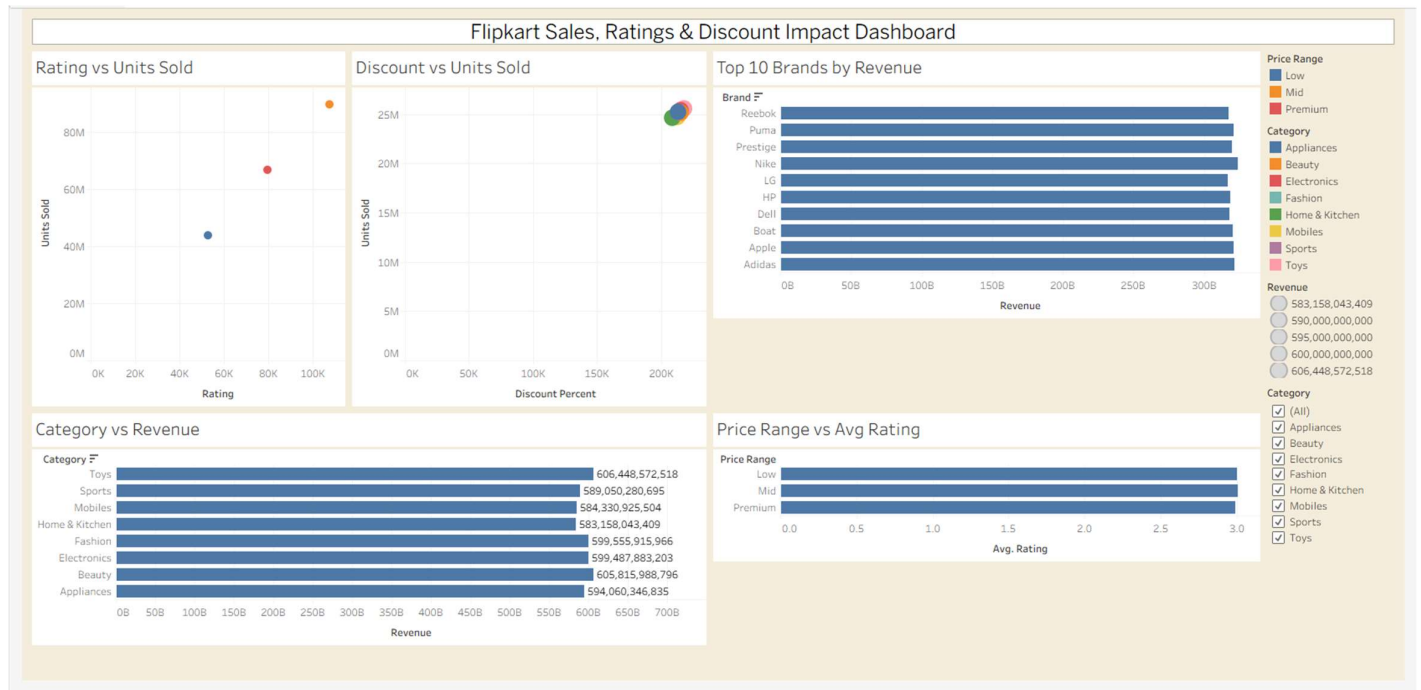 Flipkart Sales, Ratings & Discount Impact Dashboard
Rating vs Units Sold
Units Sold
80M
60M
40M
20M
0M
0K 20K 40K 60K 80K 100K
Rating
Discount vs Units Sold
Units Sold
25M
20M
15M
10M
5M
0M
0K 50K 100K 150K 200K
Discount Percent
Top 10 Brands by Revenue
Brand
Reebok
Puma
Prestige
Nike
LG
HP
Dell
Boat
Apple
Adidas
0B 50B 100B 150B 200B 250B 300B
Revenue
Category vs Revenue
Category
Toys 606,448,572,518
Sports 589,050,280,695
Mobiles 584,330,925,504
Home & Kitchen 583,158,043,409
Fashion 599,555,915,966
Electronics 599,487,883,203
Beauty 605,815,988,796
Appliances 594,060,346,835
0B 50B 100B 150B 200B 250B 300B 350B 400B 450B 500B 550B 600B 650B 700B
Revenue
Price Range vs Avg Rating
Price Range
Low
Mid
Premium
0.0 0.5 1.0 1.5 2.0 2.5 3.0
Avg. Rating
Price Range
Low
Mid
Premium
Category
Appliances
Beauty
Electronics
Fashion
Home & Kitchen
Mobiles
Sports
Toys
Revenue
583,158,043,409
590,000,000,000
595,000,000,000
600,000,000,000
606,448,572,518
Category
(All)
Appliances
Beauty
Electronics
Fashion
Home & Kitchen
Mobiles
Sports
Toys